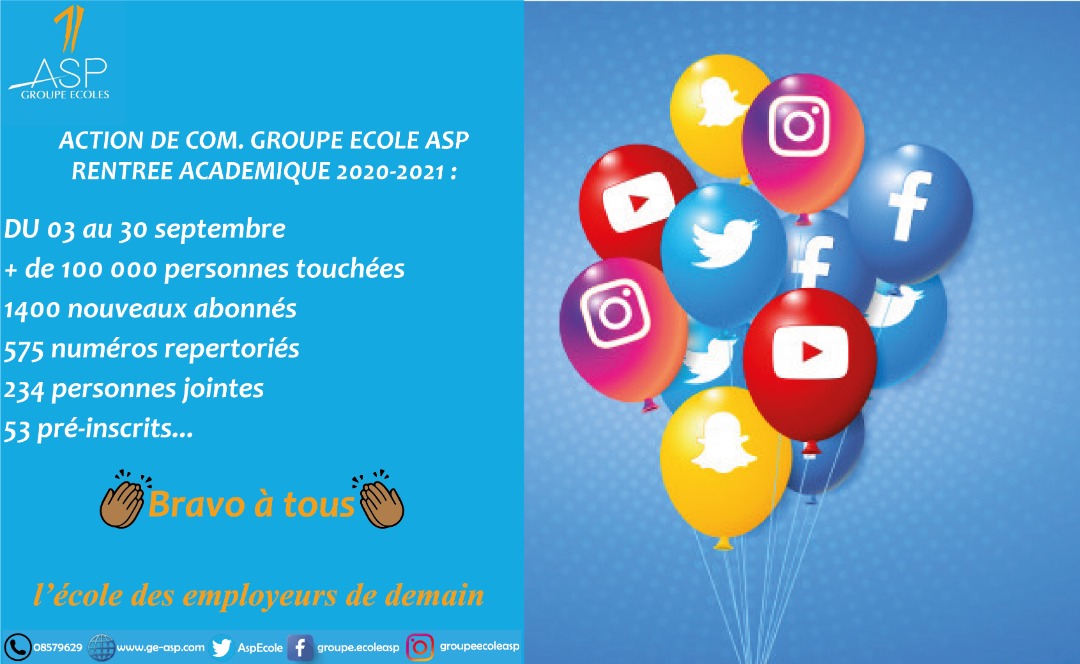 ASP
GROUPE ECOLES
ACTION DE COM. GROUPE ECOLE ASP
RENTREE ACADEMIQUE 2020-2021 :
DU 03 au 30 septembre
+ de 100 000 personnes touchées
1400 nouveaux abonnés
575 numéros repertoriés
234 personnes jointes
53 pré-inscrits...
Bravo à tous
l'école des employeurs de demain
08579629 www.ge-asp.com AspEcole groupe.ecoleasp groupeecoleasp